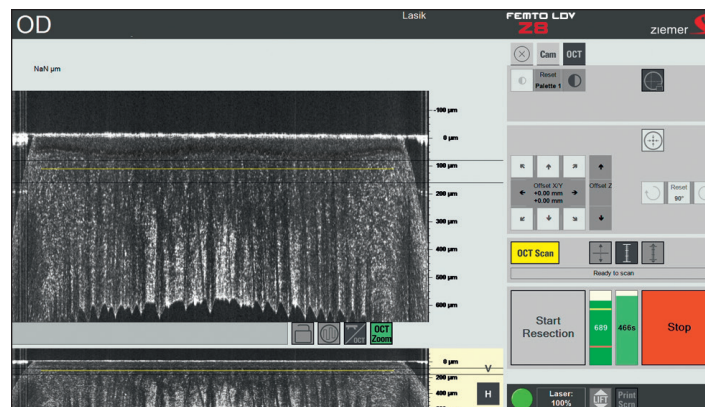 OD
Lasik
FEMTO LDV
Z8
ziemer
NaN µm
Cam
OCT
Reset
Palette 1
-100 µm
0 µm
100 µm
200 µm
300 µm
400 µm
500 µm
600 µm
Offset X/Y
+0.00 mm
+0.00 mm
Offset Z
Reset
90°
OCT Scan
Ready to scan
OCT
OCT
Zoom
Start
Resection
689
466s
Stop
0 µm
200 µm
400 µm
V
H
Laser:
100%
LIFT
Print
Scrn